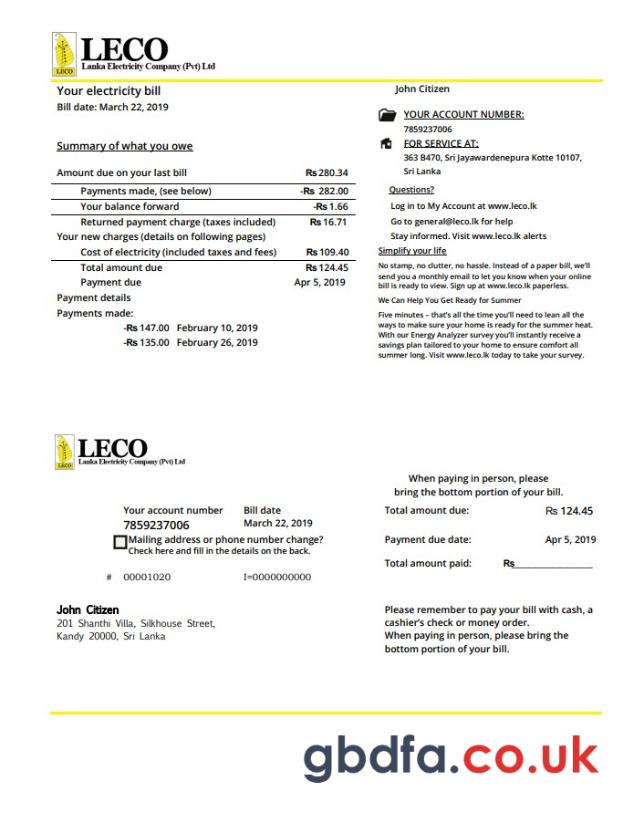 LECO
LECO
Lanka Electricity Company (Pvt) Ltd
Your electricity bill
Bill date: March 22, 2019
Summary of what you owe
Amount due on your last bill Rs 280.34
Payments made, (see below) -Rs 282.00
Your balance forward -Rs 1.66
Returned payment charge (taxes included) Rs 16.71
Your new charges (details on following pages)
Cost of electricity (included taxes and fees) Rs 109.40
Total amount due Rs 124.45
Payment due Apr 5, 2019
Payment details
Payments made:
-Rs 147.00 February 10, 2019
-Rs 135.00 February 26, 2019
John Citizen
YOUR ACCOUNT NUMBER:
7859237006
FOR SERVICE AT:
363 B470, Sri Jayawardenepura Kotte 10107,
Sri Lanka
Questions?
Log in to My Account at www.leco.lk
Go to general@leco.lk for help
Stay informed. Visit www.leco.lk alerts
Simplify your life
No stamp, no clutter, no hassle. Instead of a paper bill, we'll
send you a monthly email to let you know when your online
bill is ready to view. Sign up at www.leco.lk paperless.
We Can Help You Get Ready for Summer
Five minutes – that's all the time you'll need to lean all the
ways to make sure your home is ready for the summer heat.
With our Energy Analyzer survey you'll instantly receive a
savings plan tailored to your home to ensure comfort all
summer long. Visit www.leco.lk today to take your survey.
LECO
LECO
Lanka Electricity Company (Pvt) Ltd
Your account number Bill date
7859237006 March 22, 2019
Mailing address or phone number change?
Check here and fill in the details on the back.
# 00001020 I=0000000000
John Citizen
201 Shanthi Villa, Silkhouse Street,
Kandy 20000, Sri Lanka
When paying in person, please
bring the bottom portion of your bill.
Total amount due: Rs 124.45
Payment due date: Apr 5, 2019
Total amount paid: Rs
Please remember to pay your bill with cash, a
cashier's check or money order.
When paying in person, please bring the
bottom portion of your bill.
gbdfa.co.uk